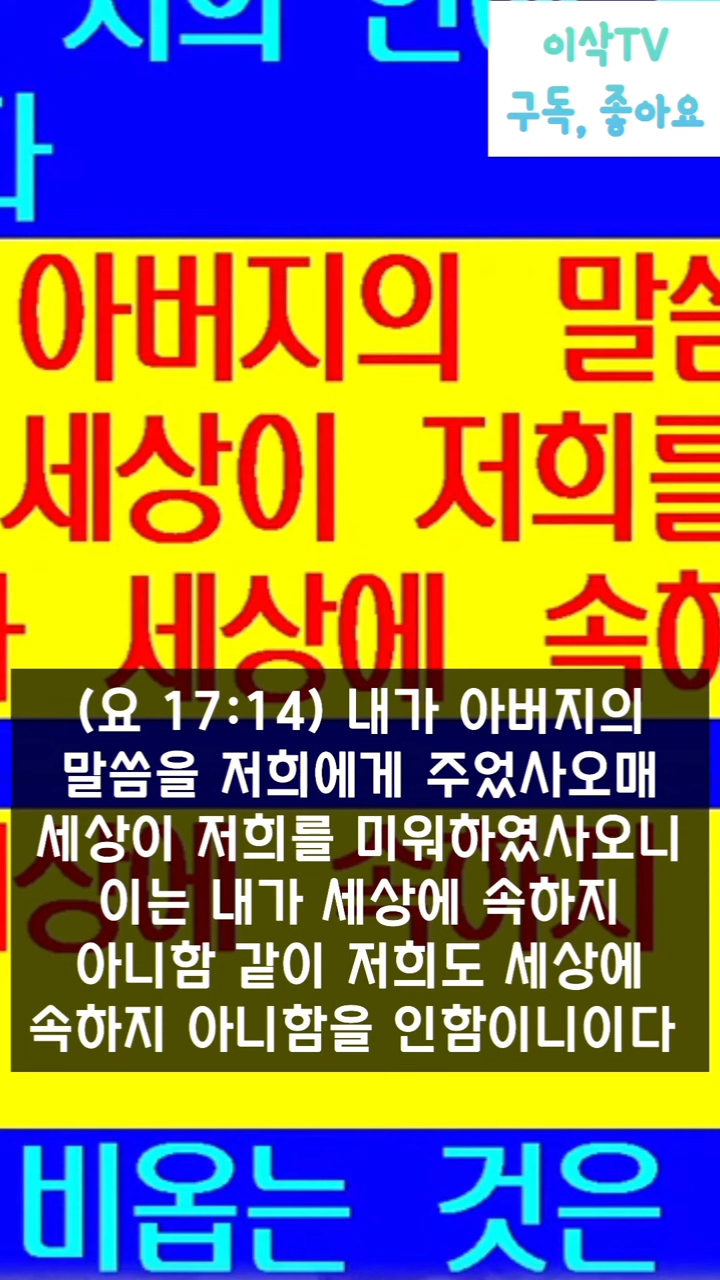 이삭TV
구독, 좋아요
아버지의
세상이 저희를
세상에
(요 17:14) 내가 아버지의
말씀을 저희에게 주었사오매
세상이 저희를 미워하였사오니
이는 내가 세상에 속하지
아니함 같이 저희도 세상에
속하지 아니함을 인함이니이다
비옵는 것은